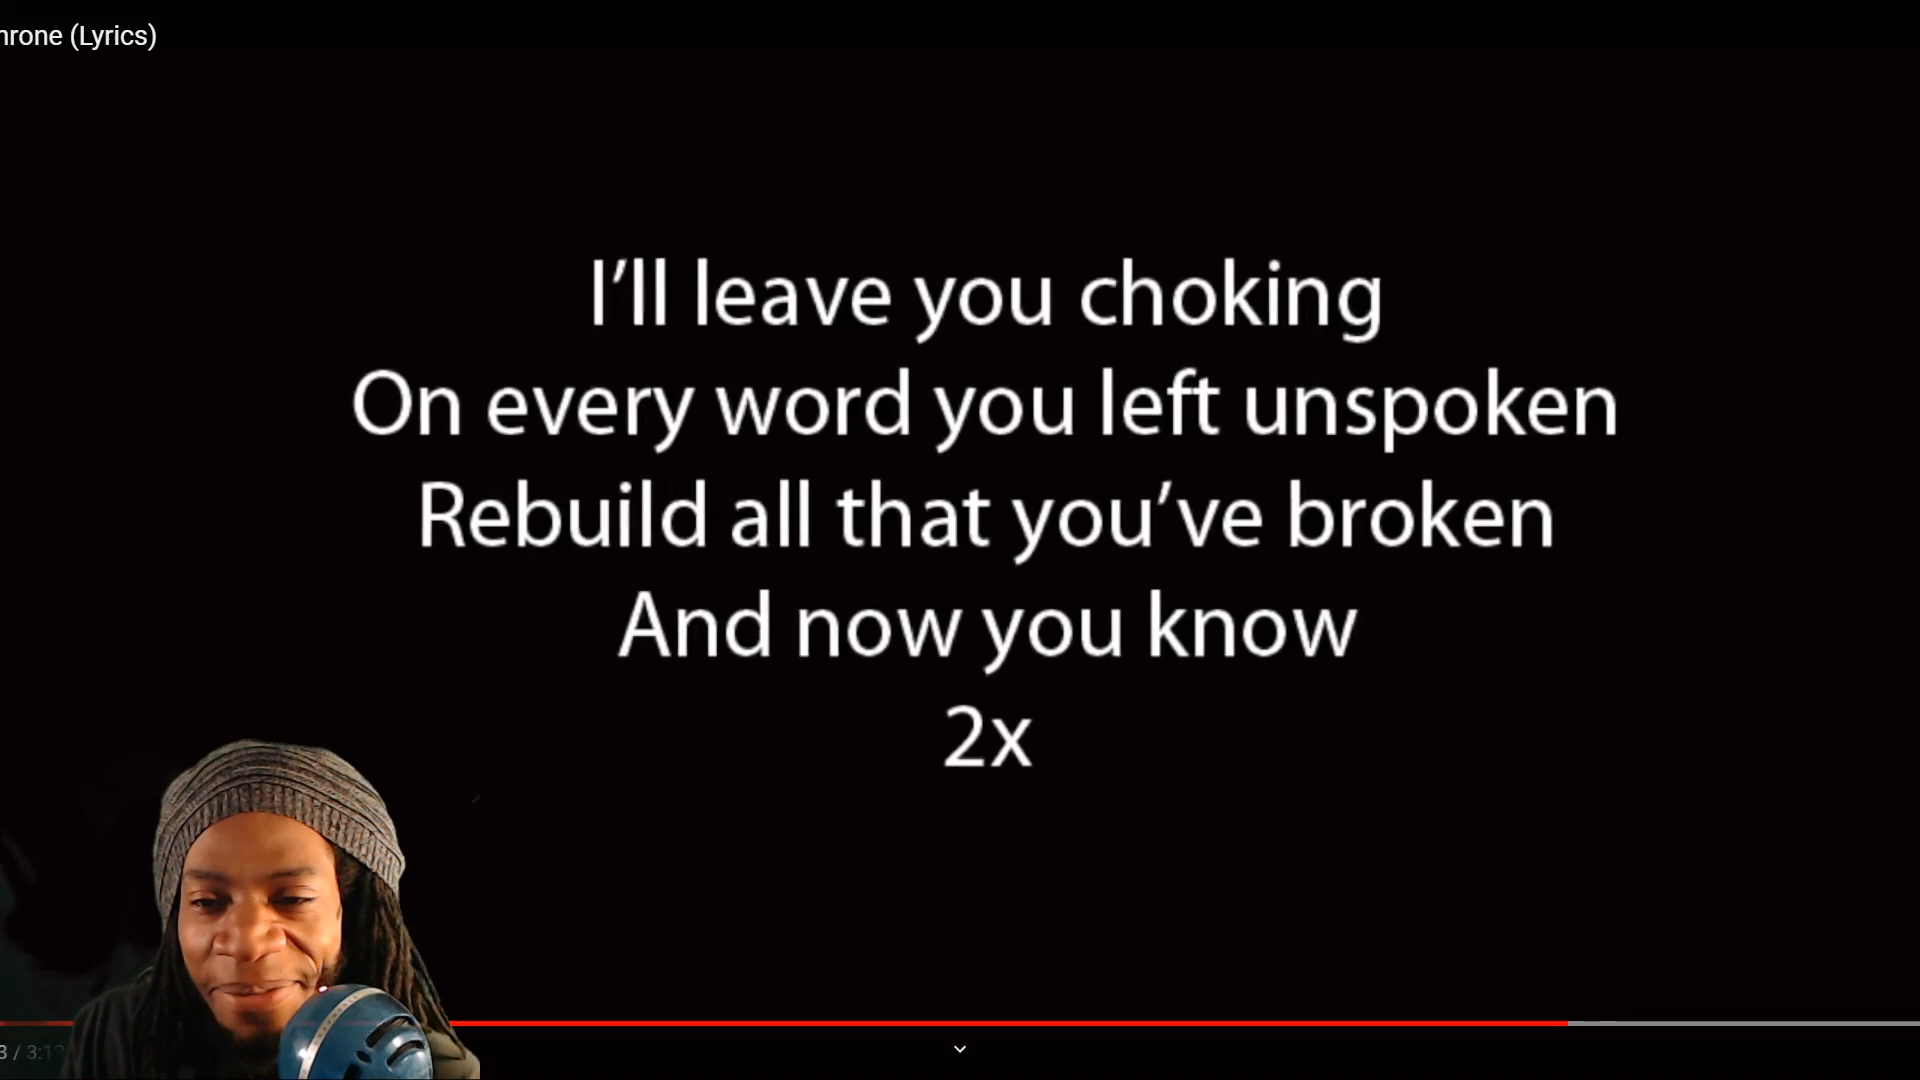 hrone (Lyrics)
I'll leave you choking
On every word you left unspoken
Rebuild all that you've broken
And now you know
2x
3 / 3:13